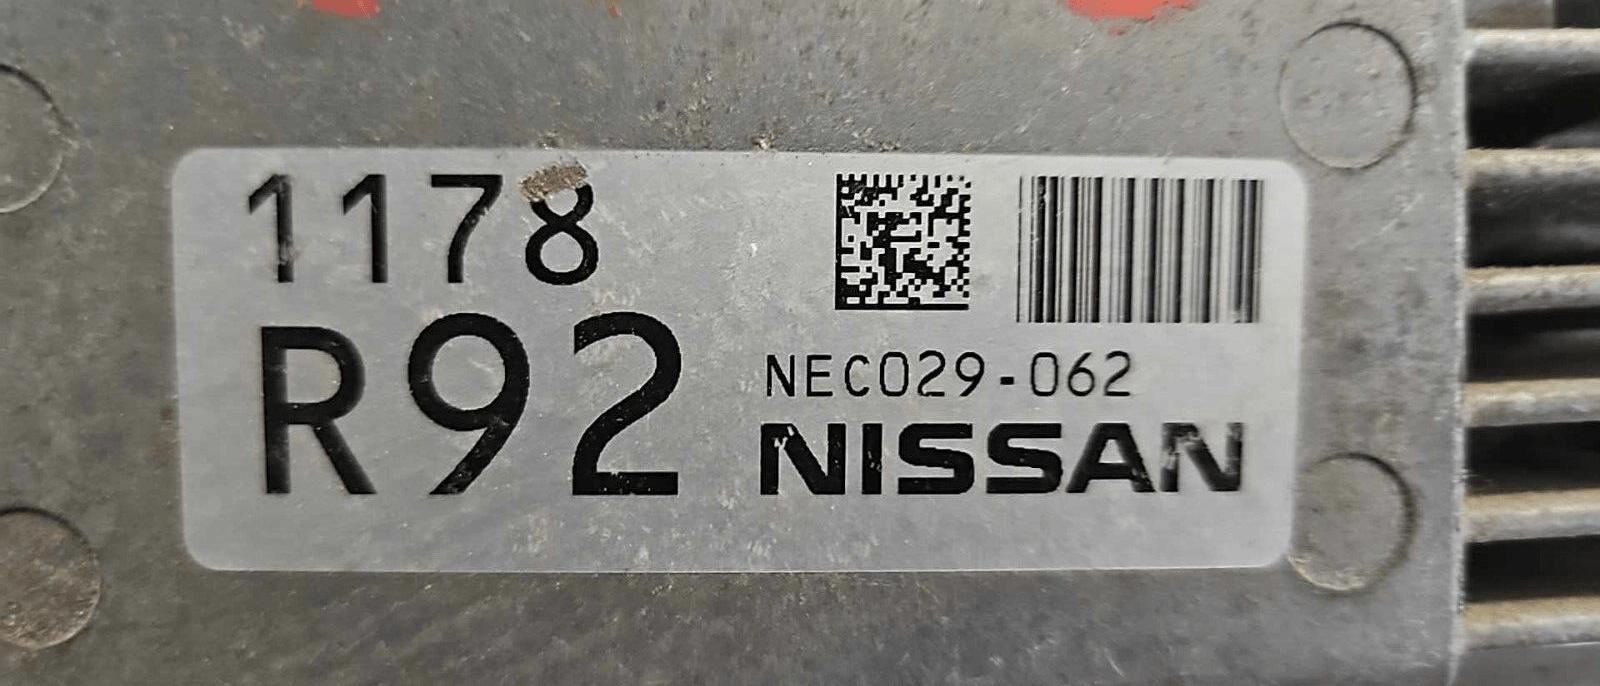 1178
R92
NEC029-062
NISSAN